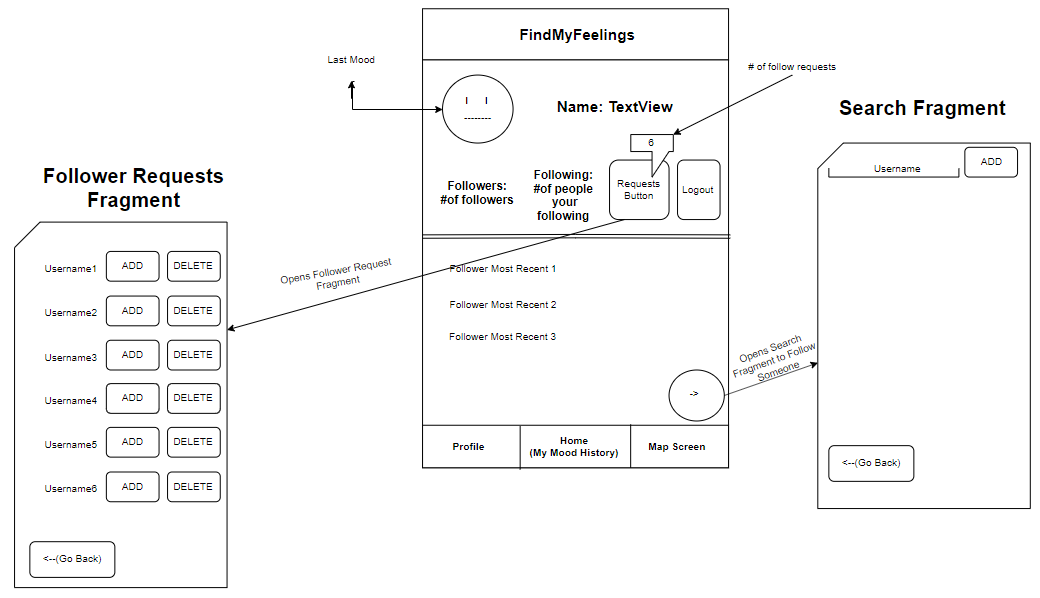 FindMyFeelings
Last Mood
# of follow requests
I I
--------
Name: TextView
6
Followers:
#of followers
Following:
#of people
your
following
Requests
Button
Logout
Follower Most Recent 1
Follower Most Recent 2
Follower Most Recent 3
->
Profile
Home
(My Mood History)
Map Screen
Follower Requests
Fragment
Username1 ADD DELETE
Username2 ADD DELETE
Username3 ADD DELETE
Username4 ADD DELETE
Username5 ADD DELETE
Username6 ADD DELETE
<--(Go Back)
Opens Follower Request
Fragment
Opens Search
Fragment to Follow
Someone
Search Fragment
Username ADD
<--(Go Back)